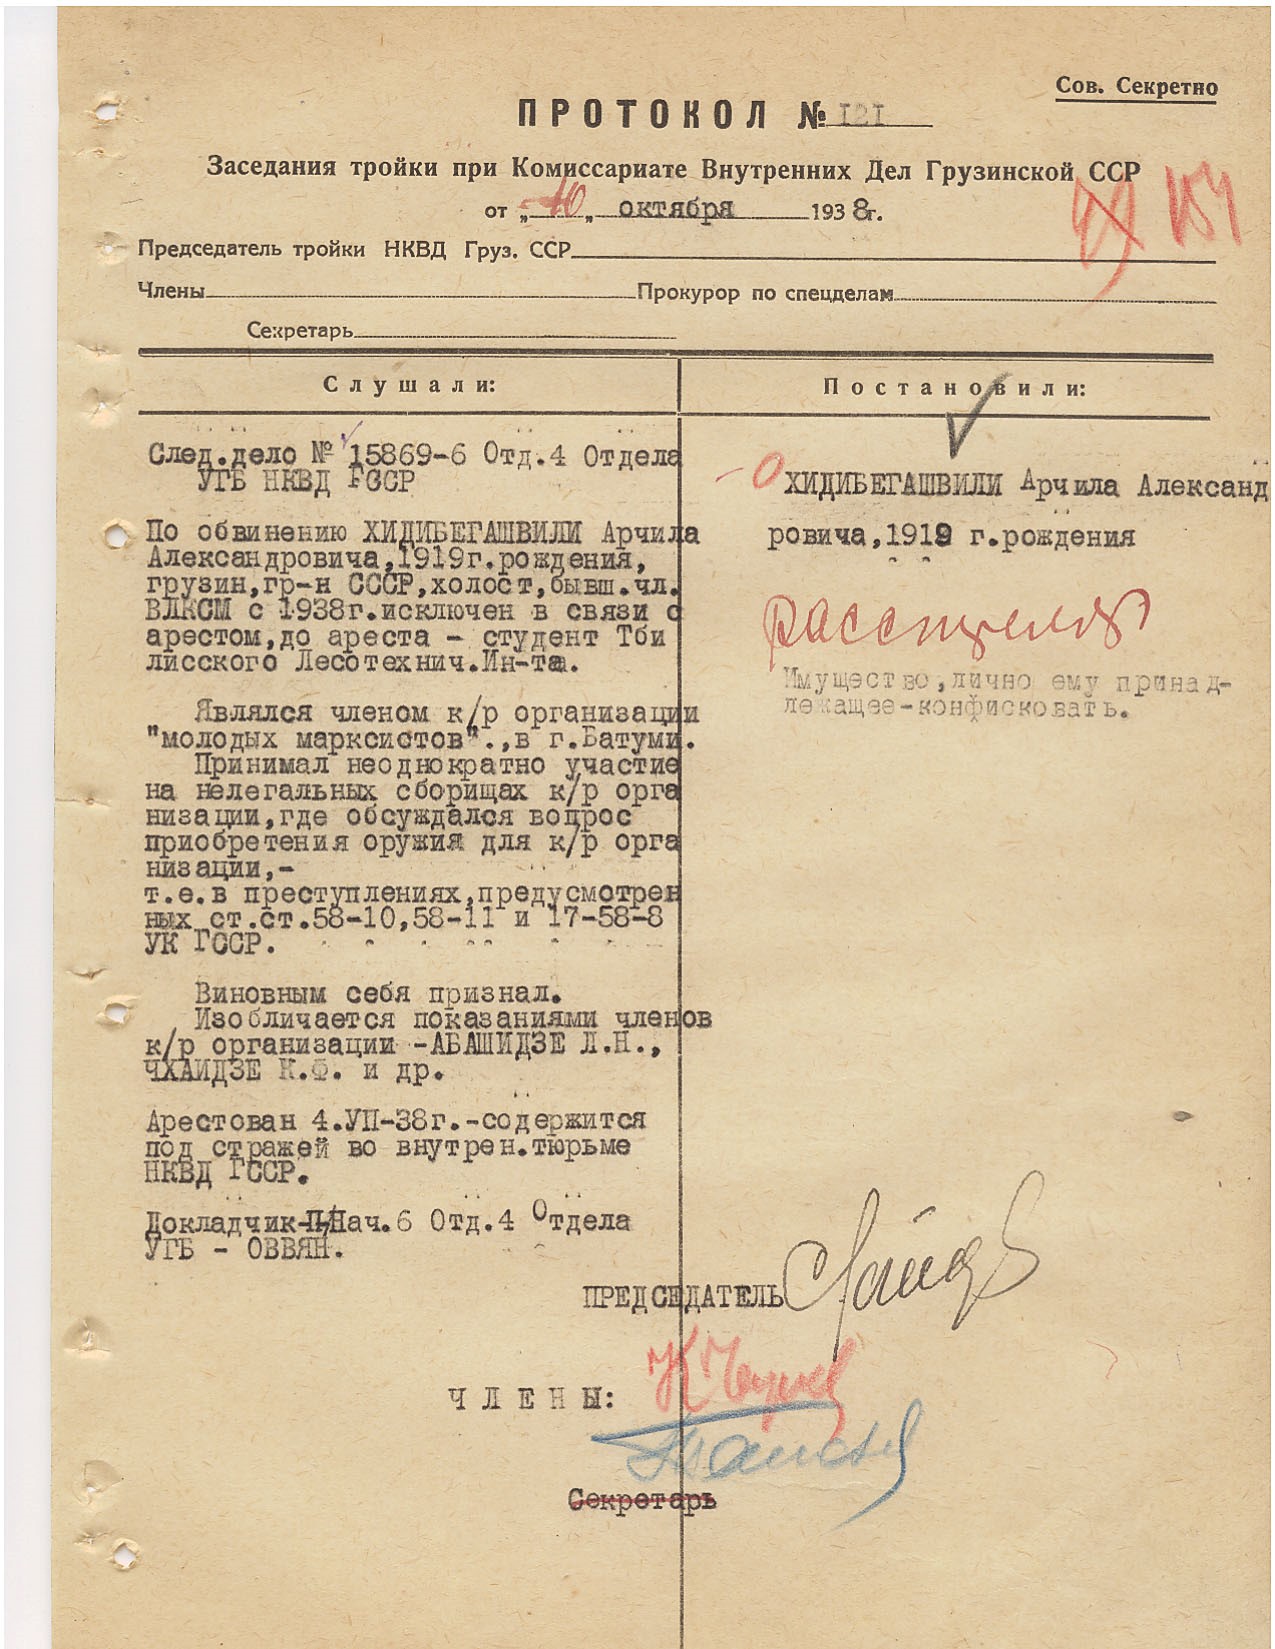 Сов. Секретно
ПРОТОКОЛ № 121
Заседания тройки при Комиссариате Внутренних Дел Грузинской ССР
от „10„ октября 1938г.
154
Председатель тройки НКВД Груз. ССР
Члены Прокурор по спецделам
Секретарь
Слушали:
Постановили:
След.дело № 15869-6 Отд.4 Отдела
УГБ НКВД ГССР
По обвинению ХИДИБЕГАШВИЛИ Арчила
Александровича,1919г.рождения,
грузин,гр-н СССР,холост,бывш.чл.
ВЛКСМ с 1938г.исключен в связи с
арестом,до ареста - студент Тби
лисского Лесотехнич.Ин-та.
Являлся членом к/р организации
"молодых марксистов".,в г.Батуми.
Принимал неоднократно участие
на нелегальных сборищах к/р орга
низации,где обсуждался вопрос
приобретения оружия для к/р орга
низации,-
т.е.в преступлениях,предусмотрен
ных ст.ст.58-10,58-11 и 17-58-8
УК ГССР.
Виновным себя признал.
Изобличается показаниями членов
к/р организации -АБАШИДЗЕ Л.Н.,
ЧХАИДЗЕ К.Ф. и др.
Арестован 4.УП-38г.-содержится
под стражей во внутрен.тюрьме
НКВД ГССР.
Докладчик-Нач.6 Отд.4 Отдела
УГБ - ОВВЯН.
ХИДИБЕГАШВИЛИ Арчила Александ
ровича,1919 г.рождения
расстрелять
Имущество,лично ему принад-
лежащее-конфисковать.
ПРЕДСЕДАТЕЛЬ
ЧЛЕНЫ:
Секретарь